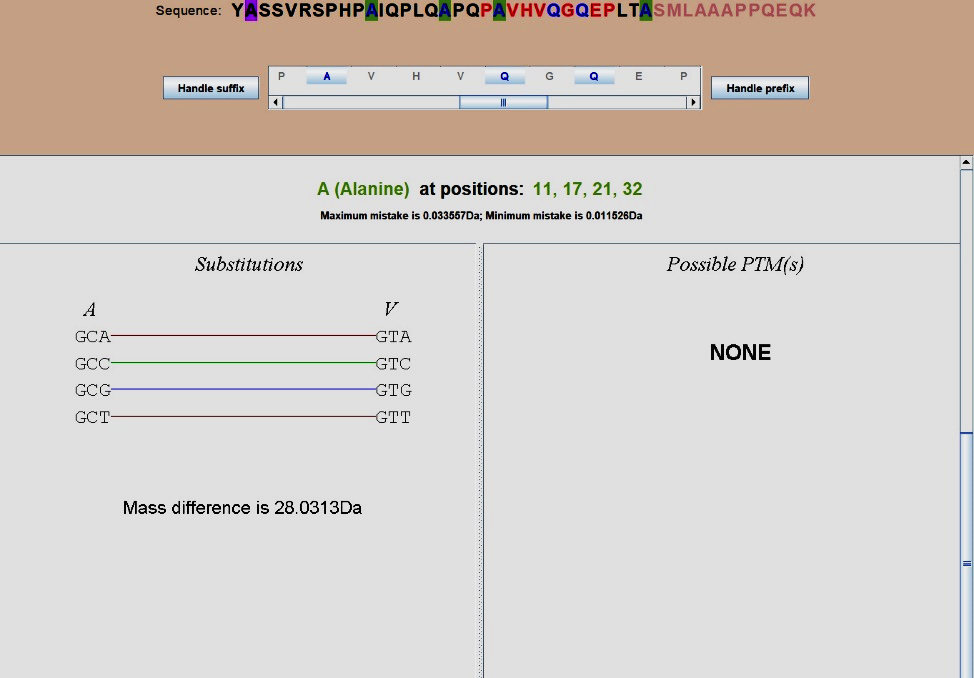 Sequence: YASSVRSPHPAIQPLQAPQPAVHVQGQEPLTASMLAAAPPQEQK
P A V H V Q G Q E P
Handle suffix Handle prefix
A (Alanine) at positions: 11, 17, 21, 32
Maximum mistake is 0.033557Da; Minimum mistake is 0.011526Da
Substitutions
A V
GCA GTA
GCC GTC
GCG GTG
GCT GTT
Mass difference is 28.0313Da
Possible PTM(s)
NONE